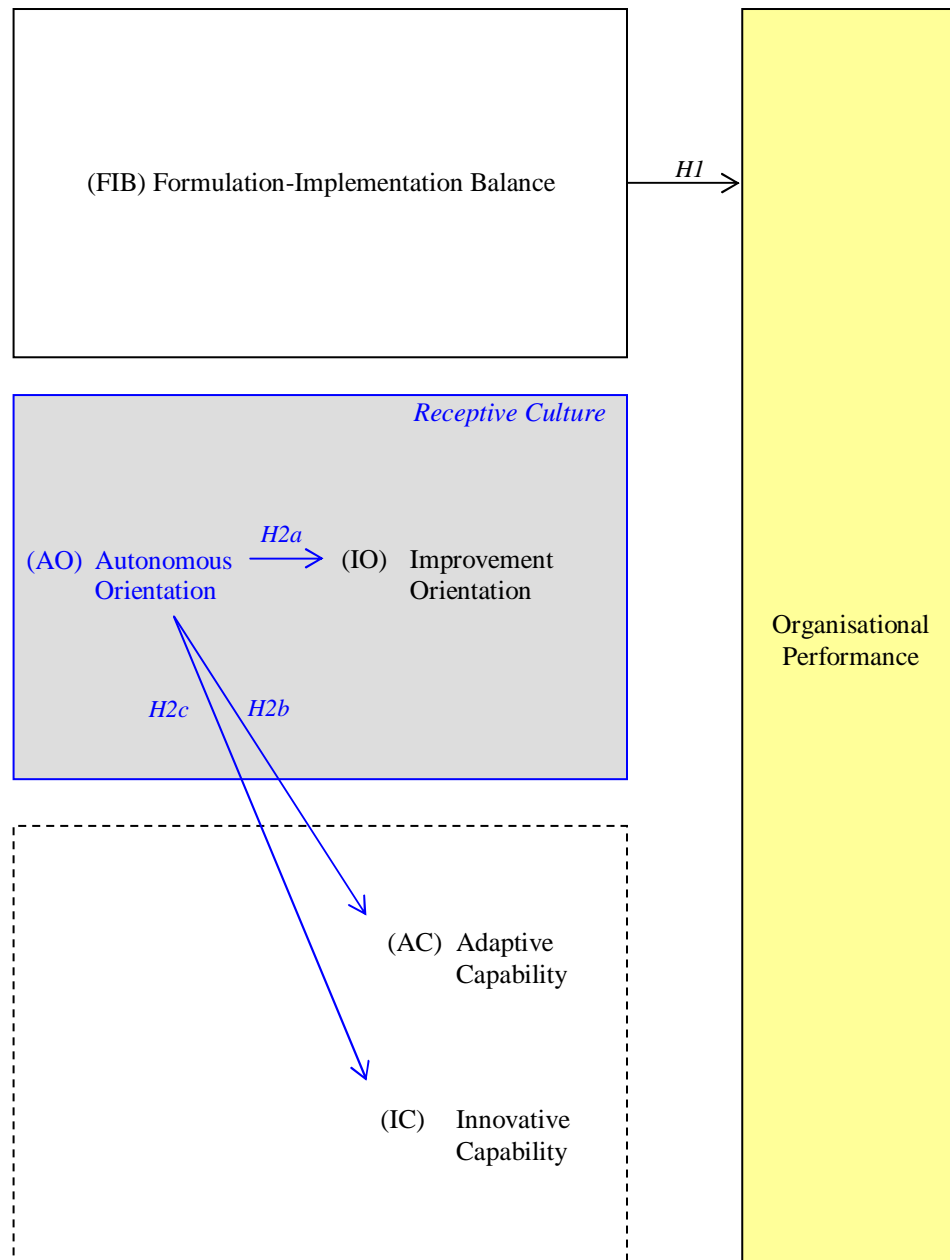 (FIB) Formulation-Implementation Balance
H1
Receptive Culture
(AO) Autonomous
Orientation
H2a
(IO) Improvement
Orientation
Organisational
Performance
H2c
H2b
(AC) Adaptive
Capability
(IC) Innovative
Capability